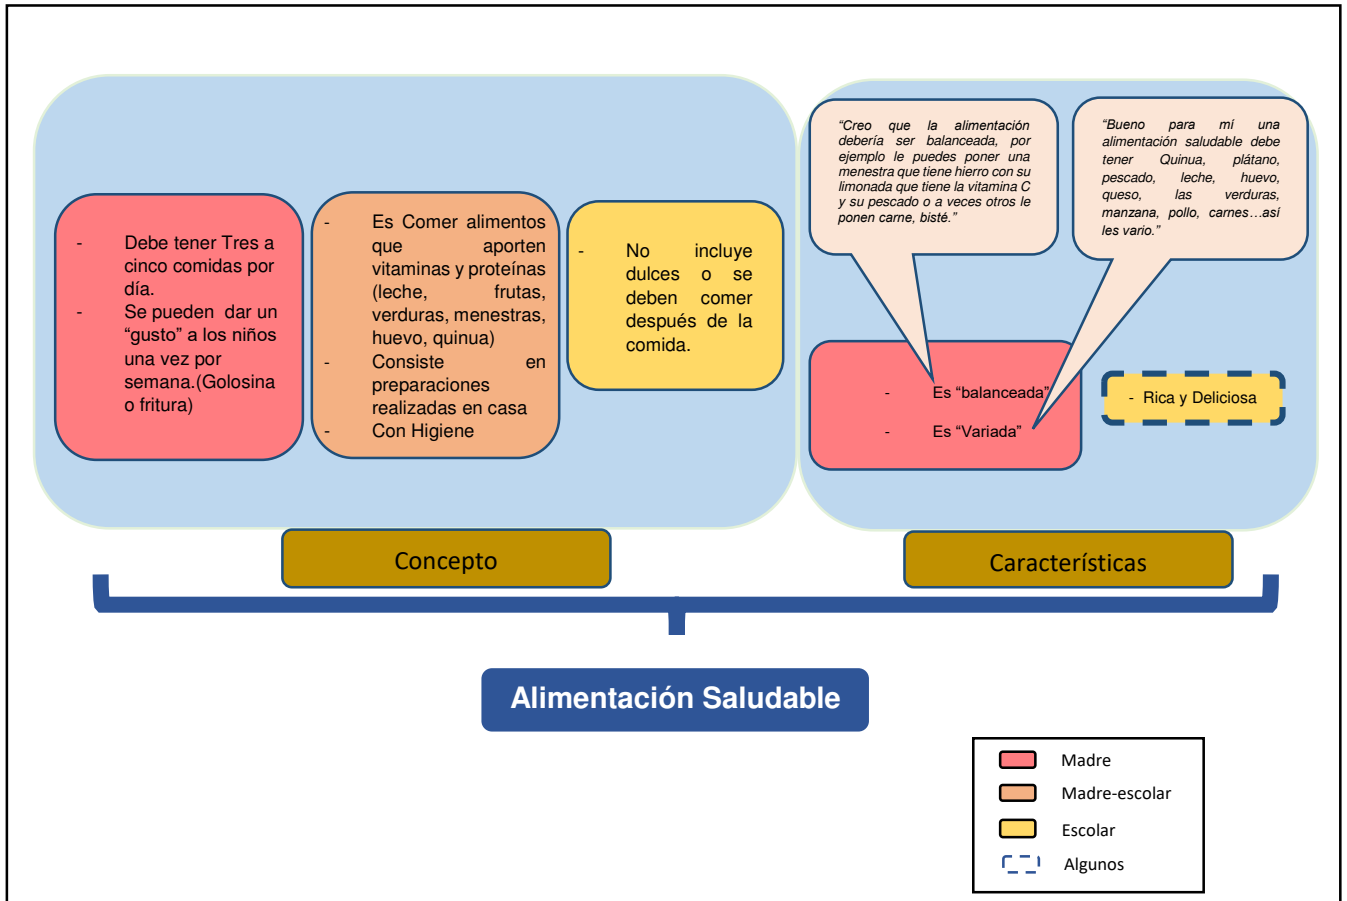 - Debe tener Tres a
cinco comidas por
día.
- Se pueden dar un
“gusto” a los niños
una vez por
semana.(Golosina
o fritura)
- Es Comer alimentos
que aporten
vitaminas y proteínas
(leche, frutas,
verduras, menestras,
huevo, quinua)
- Consiste en
preparaciones
realizadas en casa
- Con Higiene
- No incluye
dulces o se
deben comer
después de la
comida.
“Creo que la alimentación
debería ser balanceada, por
ejemplo le puedes poner una
menestra que tiene hierro con su
limonada que tiene la vitamina C
y su pescado o a veces otros le
ponen carne, bisté.”
“Bueno para mí una
alimentación saludable debe
tener Quinua, plátano,
pescado, leche, huevo,
queso, las verduras,
manzana, pollo, carnes…así
les vario.”
- Es “balanceada”
- Es “Variada”
- Rica y Deliciosa
Concepto
Características
Alimentación Saludable
Madre
Madre-escolar
Escolar
Algunos